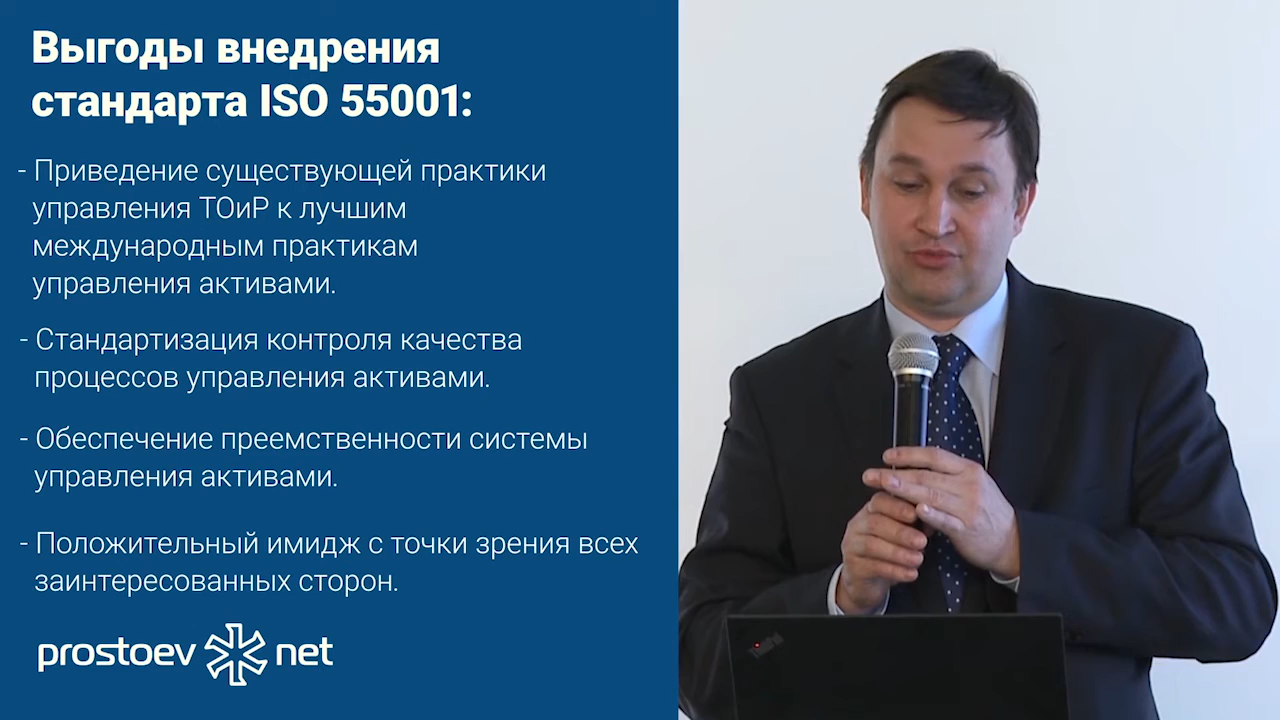 Выгоды внедрения
стандарта ISO 55001:
- Приведение существующей практики
управления ТОиР к лучшим
международным практикам
управления активами.
- Стандартизация контроля качества
процессов управления активами.
- Обеспечение преемственности системы
управления активами.
- Положительный имидж с точки зрения всех
заинтересованных сторон.
prostoev net